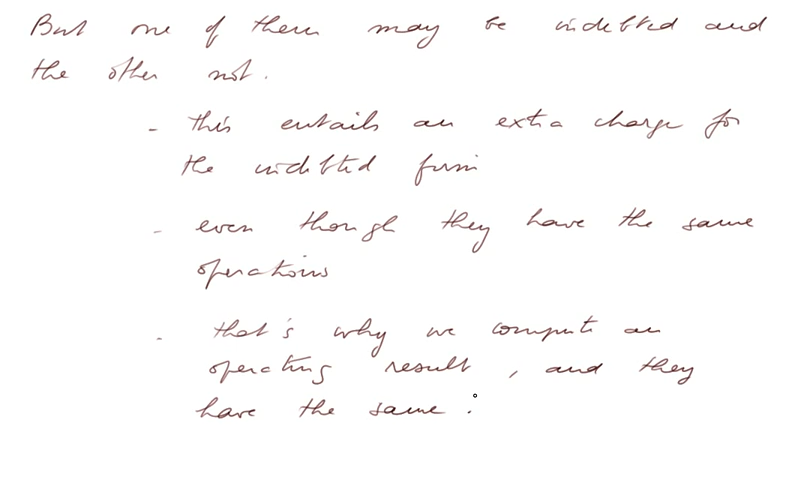 But one of them may be indebted and
the other not.
- this entails an extra charge for
the indebted firm
- even though they have the same
operations
- that's why we compute an
operating result, and they
have the same :